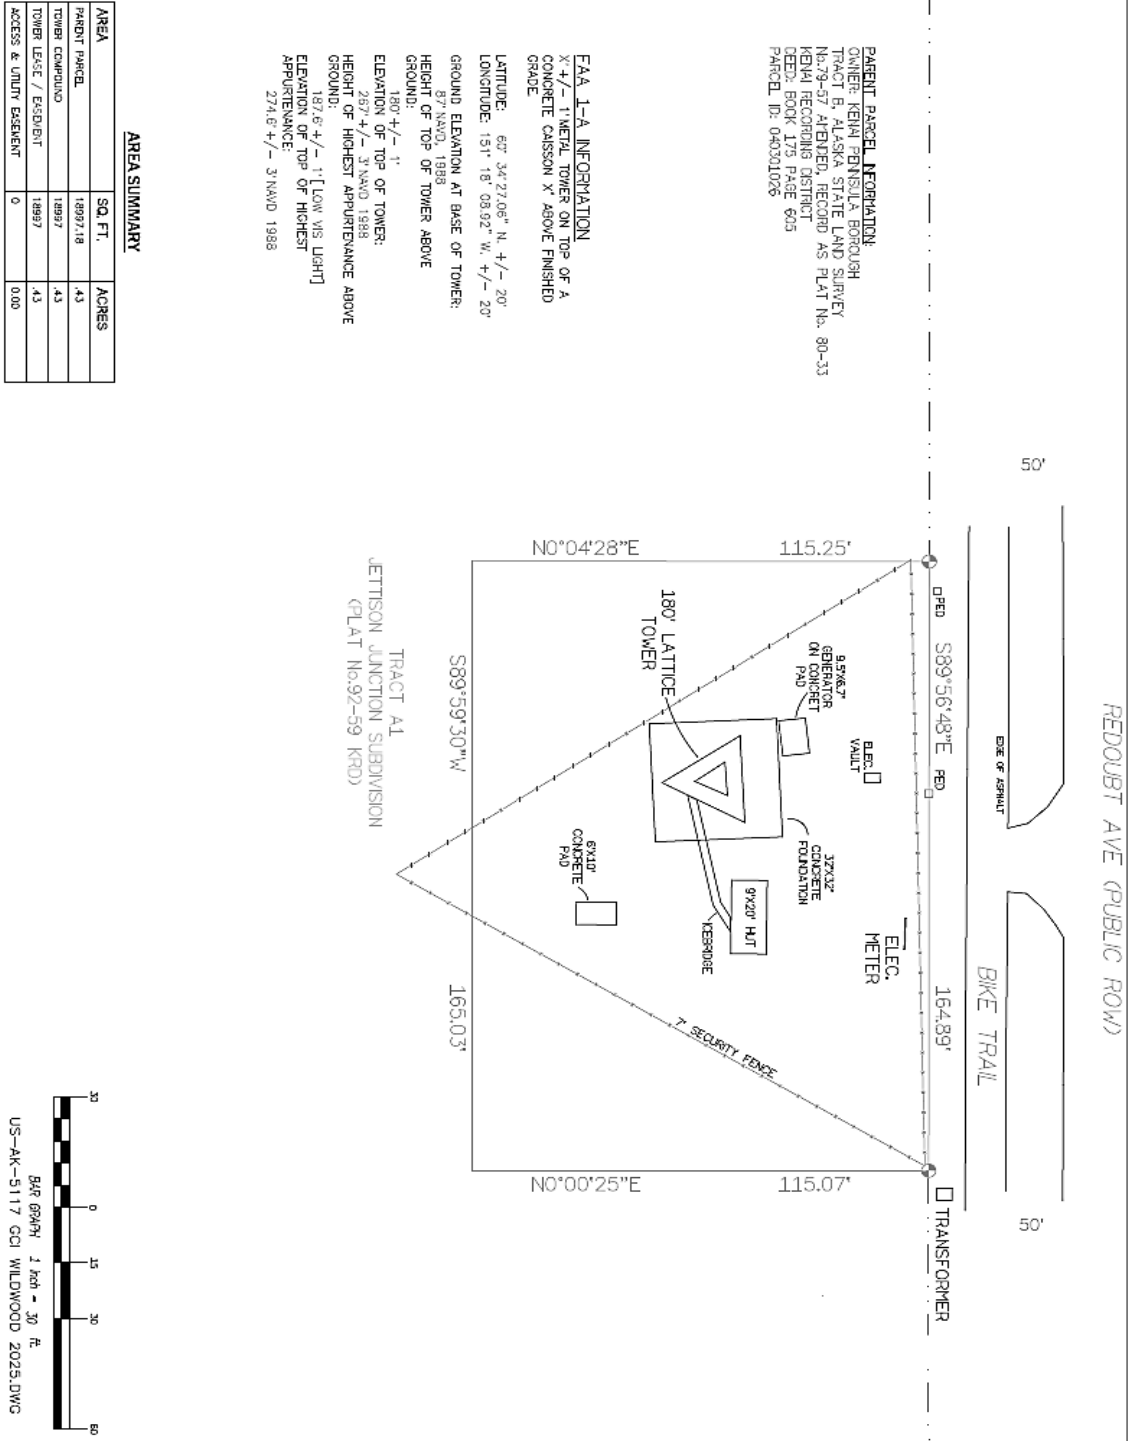 REDOUBT AVE (PUBLIC ROW)
50'
50'
EDGE OF ASPHALT
BIKE TRAIL
PED
S89°56'48"E
PED
164.89'
TRANSFORMER
N0°04'28"E
115.25'
N0°00'25"E
115.07'
S89°59'30"W
165.03'
ELEC.
VAULT
ELEC.
METER
9.5'X6.7'
GENERATOR
ON CONCRET
PAD
32'X32'
CONCRETE
FOUNDATION
180' LATTICE
TOWER
9'X20' HUT
ICEBRIDGE
6'X10'
CONCRETE
PAD
7' SECURITY FENCE
TRACT A1
JETTISON JUNCTION SUBDIVISION
(PLAT No.92-59 KRD)
PARENT PARCEL INFORMATION:
OWNER: KENAI PENNSULA BOROUGH
TRACT B, ALASKA STATE LAND SURVEY
No.79-57 AMENDED, RECORD AS PLAT No. 80-33
KENAI RECORDING DISTRICT
DEED: BOOK 175 PAGE 605
PARCEL ID: 040301026
FAA 1-A INFORMATION
X' +/- 1' METAL TOWER ON TOP OF A
CONCRETE CAISSON X' ABOVE FINISHED
GRADE.
LATITUDE: 60° 34' 27.06" N. +/- 20'
LONGITUDE: 151° 18' 08.92" W. +/- 20'
GROUND ELEVATION AT BASE OF TOWER:
87' NAVD, 1988
HEIGHT OF TOP OF TOWER ABOVE
GROUND:
180' +/- 1'
ELEVATION OF TOP OF TOWER:
267' +/- 3' NAVD 1988
HEIGHT OF HIGHEST APPURTENANCE ABOVE
GROUND:
187.6' +/- 1' [LOW VIS LIGHT]
ELEVATION OF TOP OF HIGHEST
APPURTENANCE:
274.6' +/- 3' NAVD 1988
AREA SUMMARY
AREA SQ. FT. ACRES
PARENT PARCEL 18997.18 .43
TOWER COMPOUND 18997 .43
TOWER LEASE / EASEMENT 18997 .43
ACCESS & UTILITY EASEMENT 0 0.00
30 0 15 30 60
BAR GRAPH 1 inch = 30 ft.
US-AK-5117 GCI WILDWOOD 2025.DWG